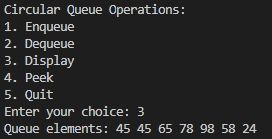 Circular Queue Operations:
1. Enqueue
2. Dequeue
3. Display
4. Peek
5. Quit
Enter your choice: 3
Queue elements: 45 45 65 78 98 58 24